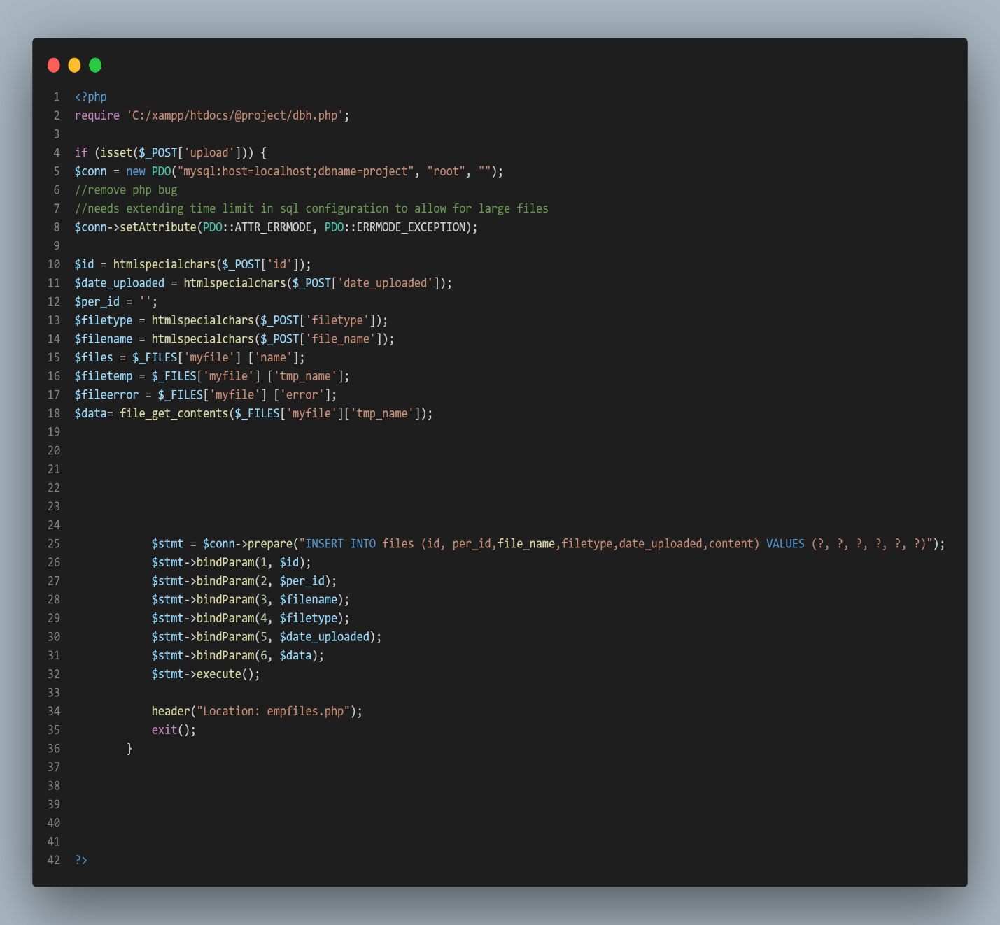 1 <?php
2 require 'C:/xampp/htdocs/@project/dbh.php';
3
4 if (isset($_POST['upload'])) {
5 $conn = new PDO("mysql:host=localhost;dbname=project", "root", "");
6 //remove php bug
7 //needs extending time limit in sql configuration to allow for large files
8 $conn->setAttribute(PDO::ATTR_ERRMODE, PDO::ERRMODE_EXCEPTION);
9
10 $id = htmlspecialchars($_POST['id']);
11 $date_uploaded = htmlspecialchars($_POST['date_uploaded']);
12 $per_id = '';
13 $filetype = htmlspecialchars($_POST['filetype']);
14 $filename = htmlspecialchars($_POST['file_name']);
15 $files = $_FILES['myfile'] ['name'];
16 $filetemp = $_FILES['myfile'] ['tmp_name'];
17 $fileerror = $_FILES['myfile'] ['error'];
18 $data= file_get_contents($_FILES['myfile']['tmp_name']);
19
20
21
22
23
24
25             $stmt = $conn->prepare("INSERT INTO files (id, per_id,file_name,filetype,date_uploaded,content) VALUES (?, ?, ?, ?, ?, ?)");
26             $stmt->bindParam(1, $id);
27             $stmt->bindParam(2, $per_id);
28             $stmt->bindParam(3, $filename);
29             $stmt->bindParam(4, $filetype);
30             $stmt->bindParam(5, $date_uploaded);
31             $stmt->bindParam(6, $data);
32             $stmt->execute();
33
34             header("Location: empfiles.php");
35             exit();
36         }
37
38
39
40
41
42 ?>